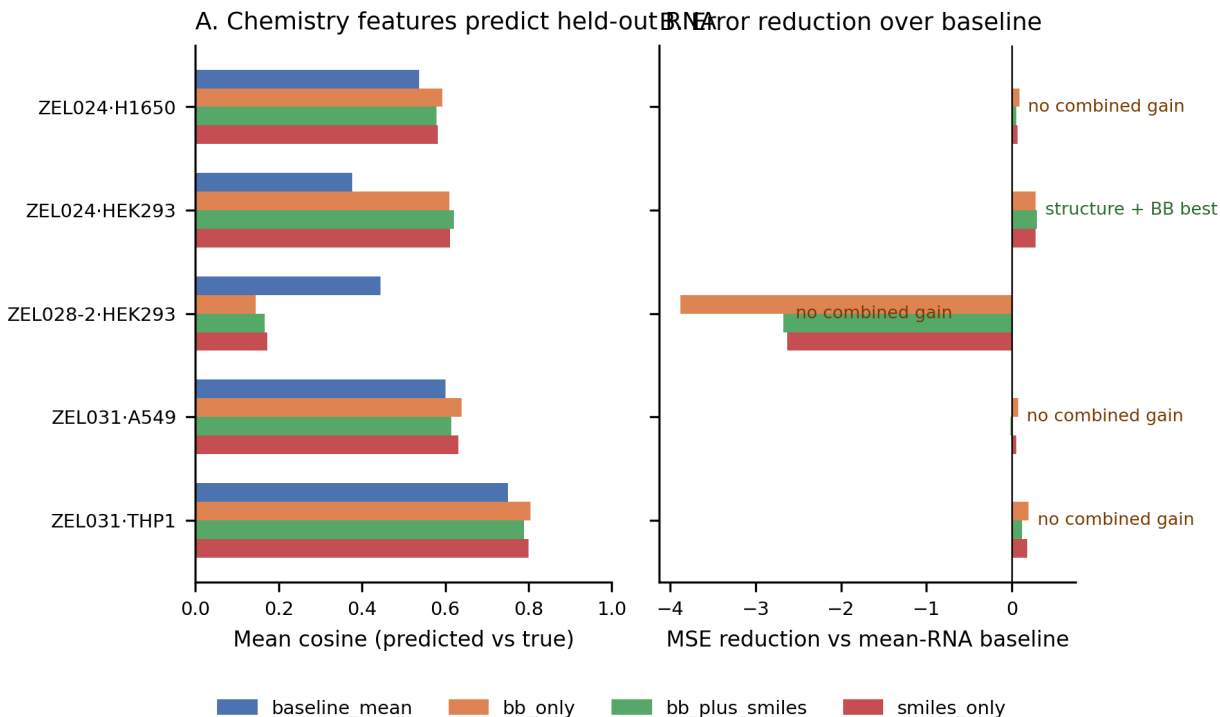 A. Chemistry features predict held-out RNA
B. Error reduction over baseline
ZEL024·H1650
ZEL024·HEK293
ZEL028-2·HEK293
ZEL031·A549
ZEL031·THP1
no combined gain
structure + BB best
no combined gain
no combined gain
no combined gain
0.0 0.2 0.4 0.6 0.8 1.0
−4 −3 −2 −1 0
Mean cosine (predicted vs true)
MSE reduction vs mean-RNA baseline
baseline_mean bb_only bb_plus_smiles smiles_only